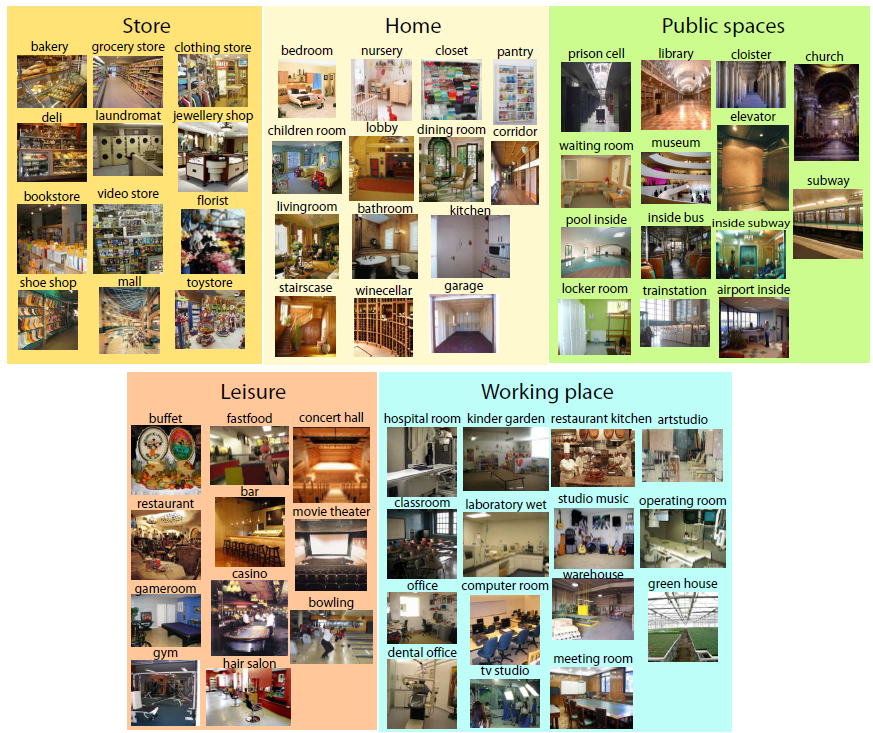 Store
bakery grocery store clothing store
deli laundromat jewellery shop
bookstore video store florist
shoe shop mall toystore
Home
bedroom nursery closet pantry
children room lobby dining room corridor
livingroom bathroom kitchen
stairscase winecellar garage
Public spaces
prison cell library cloister church
waiting room museum elevator
subway
pool inside inside bus inside subway
locker room trainstation airport inside
Leisure
buffet fastfood concert hall
restaurant bar movie theater
gameroom casino bowling
gym hair salon
Working place
hospital room kinder garden restaurant kitchen artstudio
classroom laboratory wet studio music operating room
office computer room warehouse green house
dental office tv studio meeting room